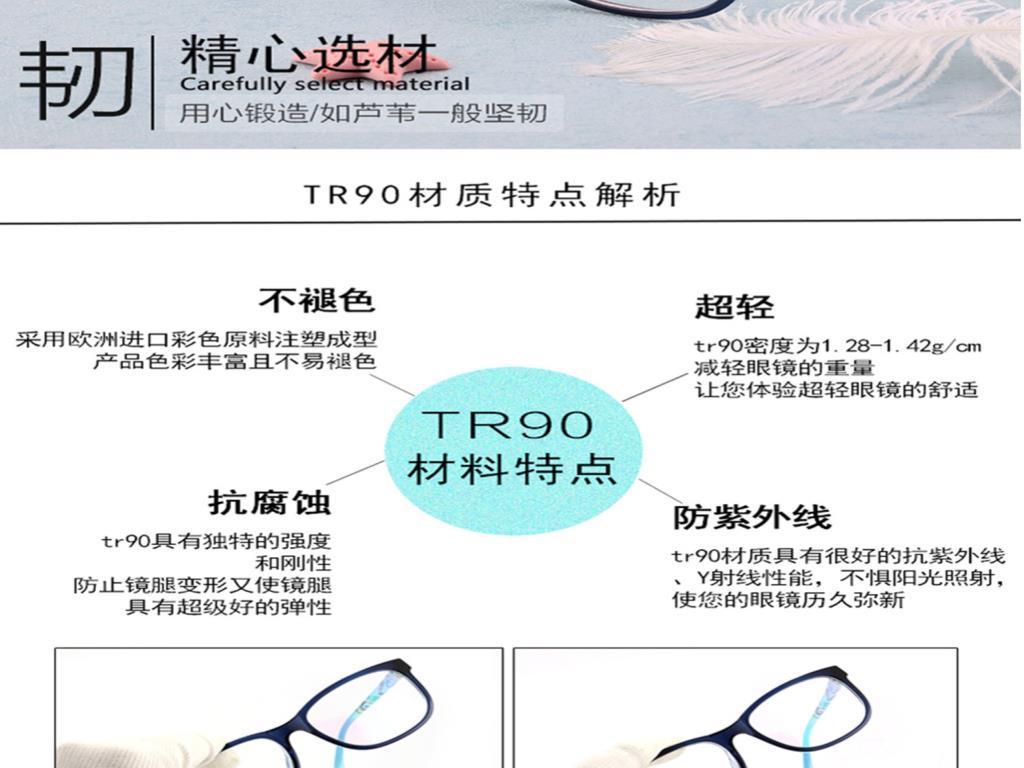 韧
精心选材
Carefully select material
用心锻造/如芦苇一般坚韧
TR90材质特点解析
不褪色
采用欧洲进口彩色原料注塑成型
产品色彩丰富且不易褪色
超轻
tr90密度为1.28-1.42g/cm
减轻眼镜的重量
让您体验超轻眼镜的舒适
TR90
材料特点
抗腐蚀
tr90具有独特的强度
和刚性
防止镜腿变形又使镜腿
具有超级好的弹性
防紫外线
tr90材质具有很好的抗紫外线
、Y射线性能，不惧阳光照射，
使您的眼镜历久弥新